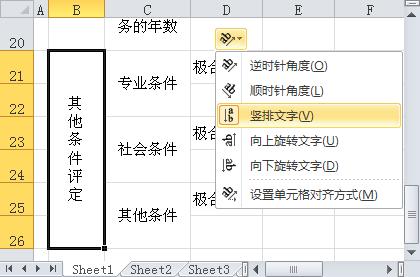 A B C D E F
20
务的年数
21
极合
专业条件
22
其他条件评定
23
极合
社会条件
24
25
极合
其他条件
26
逆时针角度(O)
顺时针角度(L)
竖排文字(V)
向上旋转文字(U)
向下旋转文字(D)
设置单元格对齐方式(M)
Sheet1 Sheet2 Sheet3